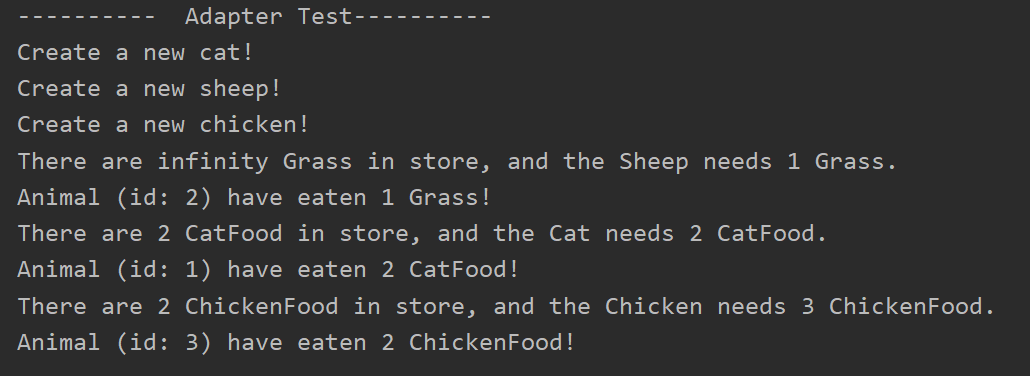 ----------  Adapter Test----------
Create a new cat!
Create a new sheep!
Create a new chicken!
There are infinity Grass in store, and the Sheep needs 1 Grass.
Animal (id: 2) have eaten 1 Grass!
There are 2 CatFood in store, and the Cat needs 2 CatFood.
Animal (id: 1) have eaten 2 CatFood!
There are 2 ChickenFood in store, and the Chicken needs 3 ChickenFood.
Animal (id: 3) have eaten 2 ChickenFood!